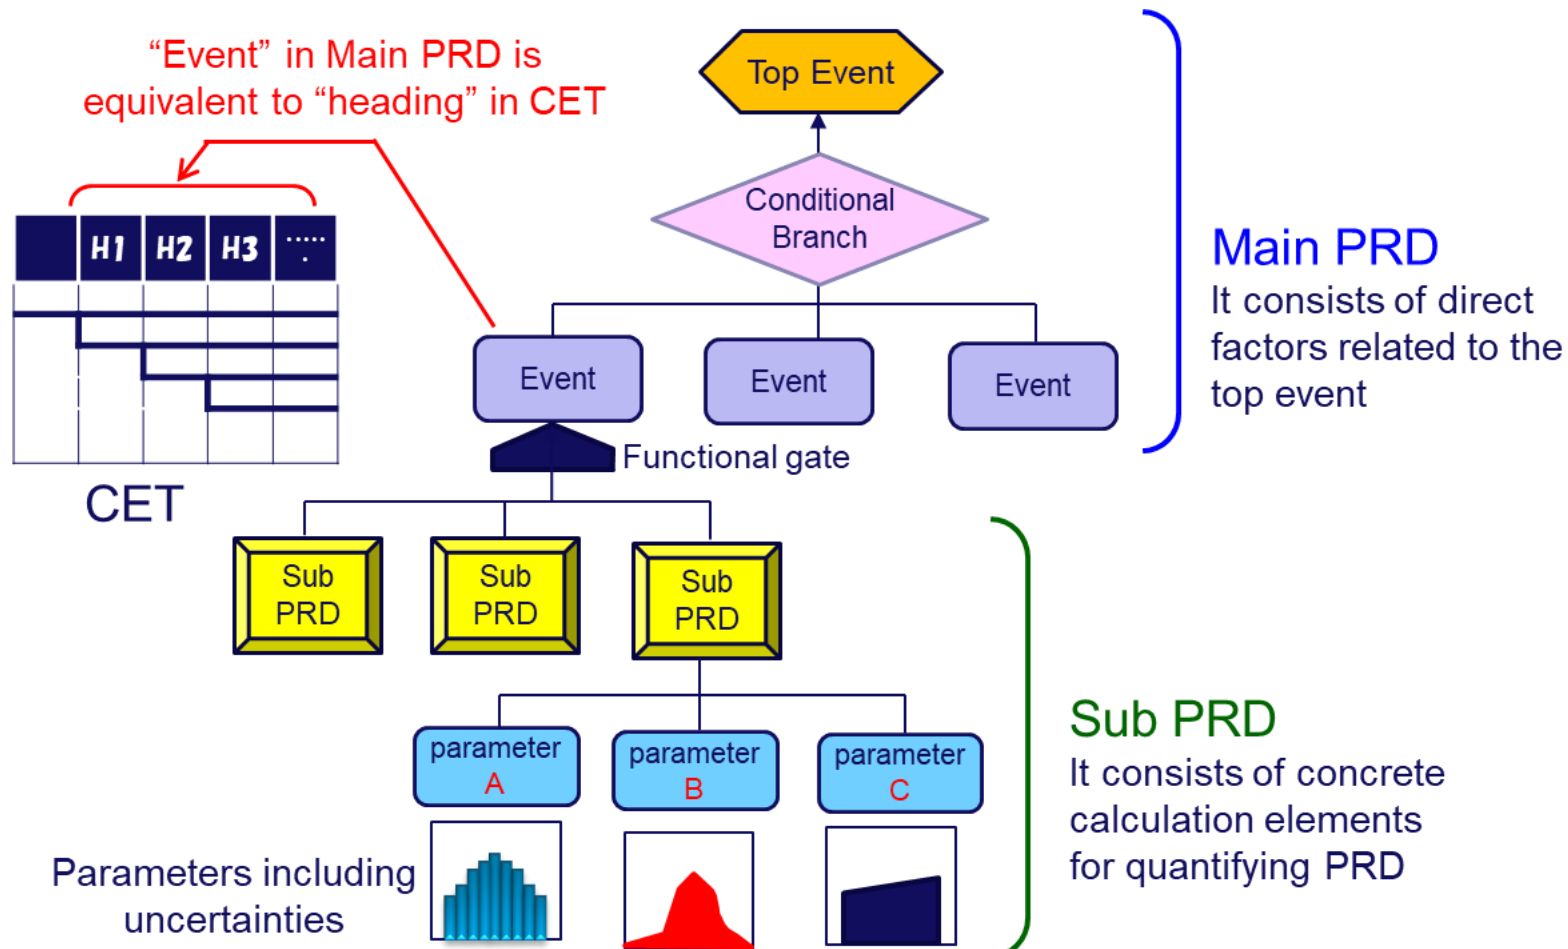 “Event” in Main PRD is
equivalent to “heading” in CET
Top Event
Conditional
Branch
H1 H2 H3 ......
Main PRD
It consists of direct
factors related to the
top event
Event
Event
Event
Functional gate
CET
Sub
PRD
Sub
PRD
Sub
PRD
Sub PRD
It consists of concrete
calculation elements
for quantifying PRD
parameter
A
parameter
B
parameter
C
Parameters including
uncertainties